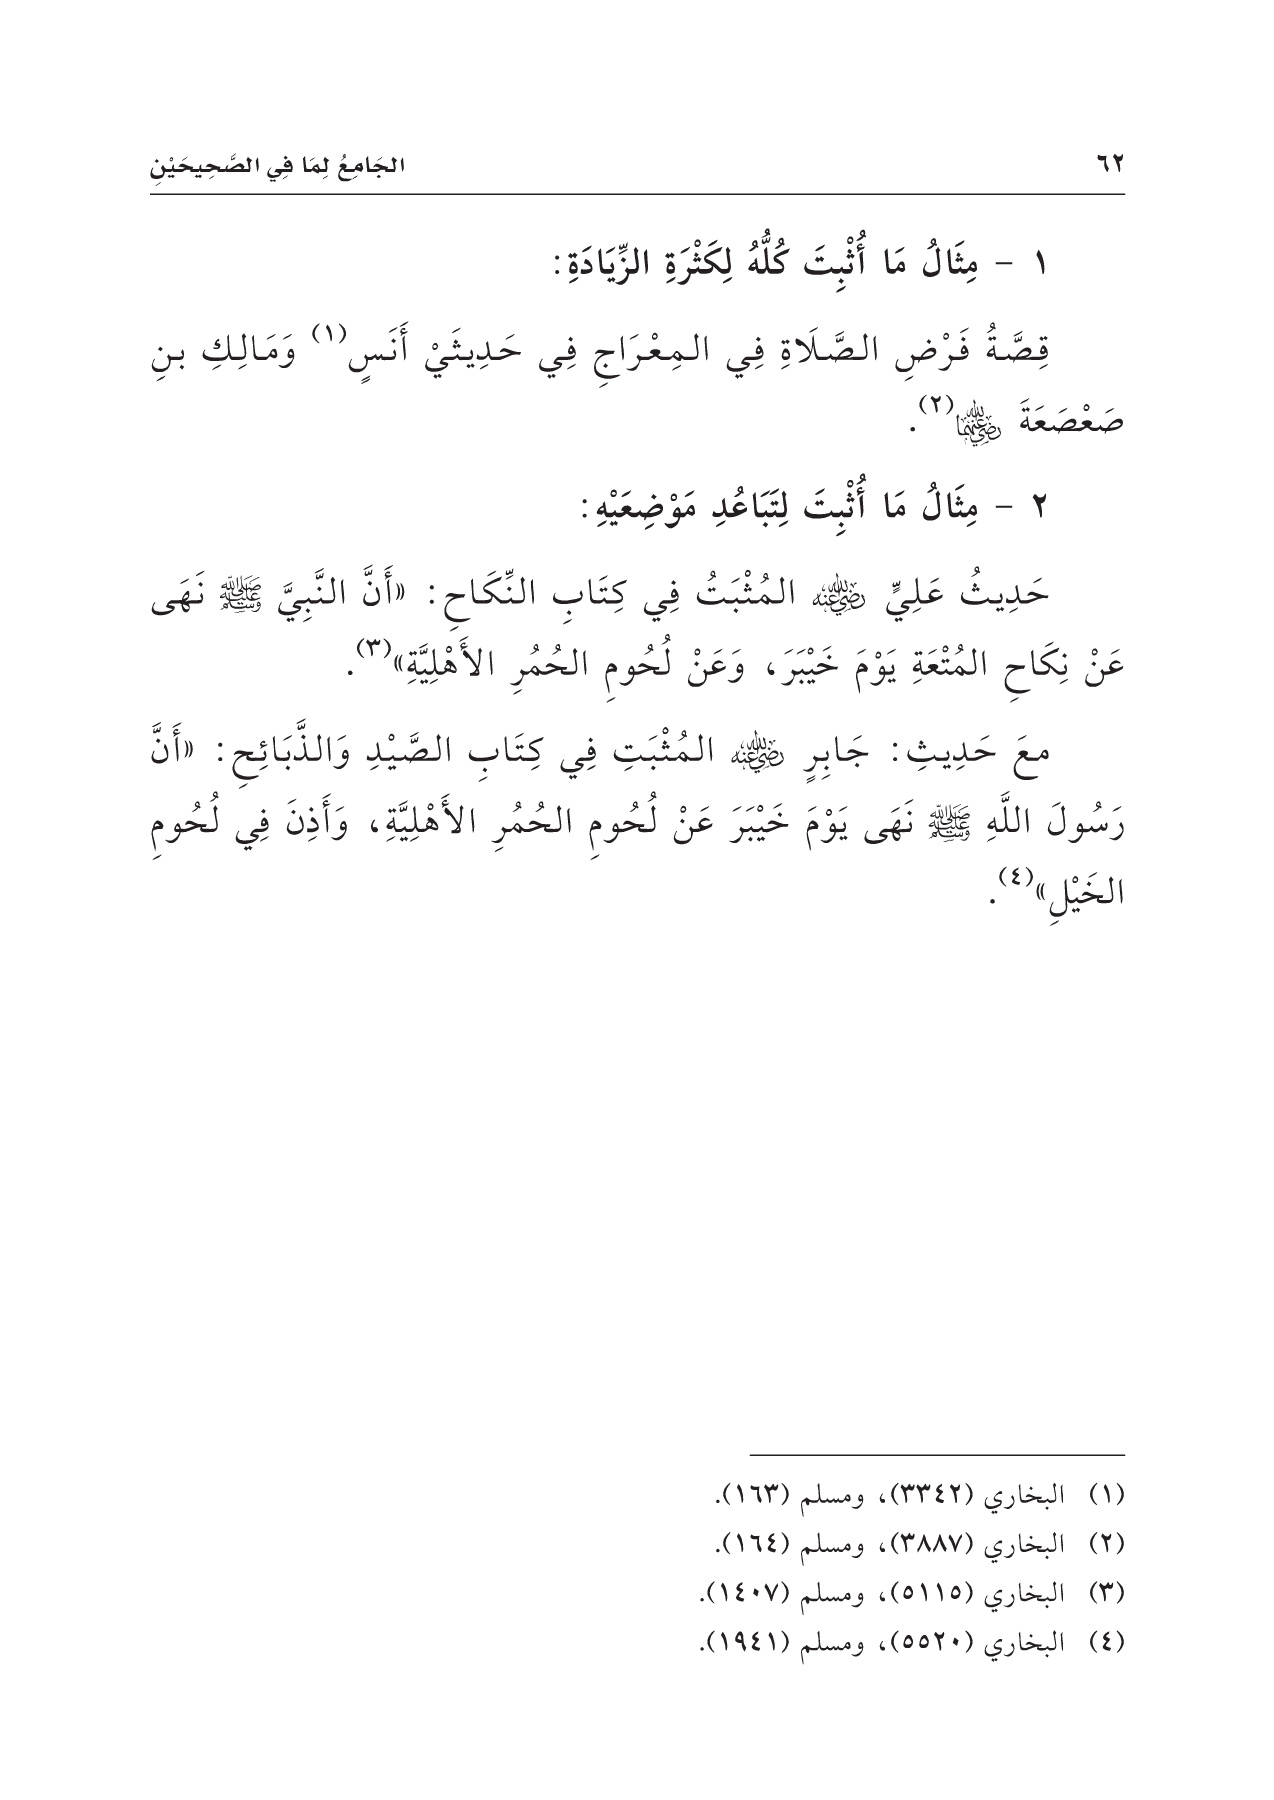 ٦٢ الجَامِعُ لِمَا فِي الصَّحِيحَيْنِ
١ - مِثَالُ مَا أُثْبِتَ كُلُّهُ لِكَثْرَةِ الزِّيَادَةِ:
قِصَّةُ فَرْضِ الصَّلَاةِ فِي المِعْرَاجِ فِي حَدِيثَيْ أَنَسٍ(١) وَمَالِكِ بنِ
صَعْصَعَةَ رضي الله عنهما(٢).
٢ - مِثَالُ مَا أُثْبِتَ لِتَبَاعُدِ مَوْضِعَيْهِ:
حَدِيثُ عَلِيٍّ رضي الله عنه المُثْبَتُ فِي كِتَابِ النِّكَاحِ: «أَنَّ النَّبِيَّ ﷺ نَهَى
عَنْ نِكَاحِ المُتْعَةِ يَوْمَ خَيْبَرَ، وَعَنْ لُحُومِ الحُمُرِ الأَهْلِيَّةِ»(٣).
معَ حَدِيثِ: جَابِرٍ رضي الله عنه المُثْبَتِ فِي كِتَابِ الصَّيْدِ وَالذَّبَائِحِ: «أَنَّ
رَسُولَ اللَّهِ ﷺ نَهَى يَوْمَ خَيْبَرَ عَنْ لُحُومِ الحُمُرِ الأَهْلِيَّةِ، وَأَذِنَ فِي لُحُومِ
الخَيْلِ»(٤).
(١) البخاري (٣٣٤٢)، ومسلم (١٦٣).
(٢) البخاري (٣٨٨٧)، ومسلم (١٦٤).
(٣) البخاري (٥١١٥)، ومسلم (١٤٠٧).
(٤) البخاري (٥٥٢٠)، ومسلم (١٩٤١).